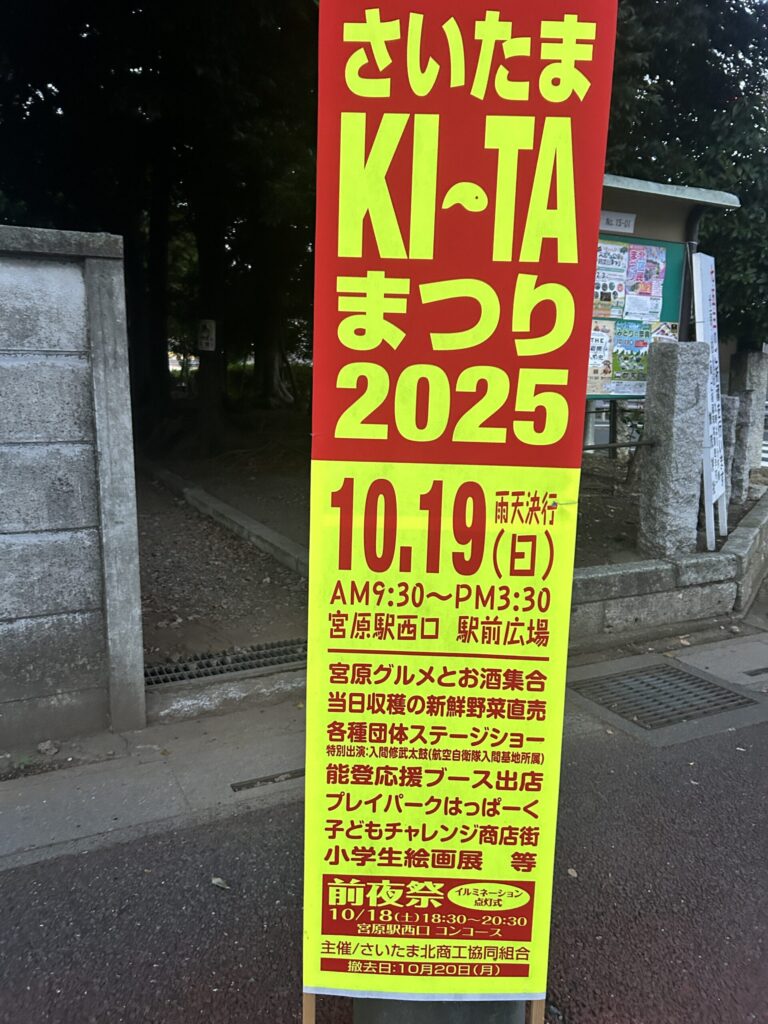 さいたま
KI~TA
まつり
2025
10.19(日)
雨天決行
AM9:30～PM3:30
宮原駅西口 駅前広場
宮原グルメとお酒集合
当日収穫の新鮮野菜直売
各種団体ステージショー
特別出演:入間修武太鼓(航空自衛隊入間基地所属)
能登応援ブース出店
プレイパークはっぱーく
子どもチャレンジ商店街
小学生絵画展 等
前夜祭
イルミネーション
点灯式
10/18(土)18:30～20:30
宮原駅西口 コンコース
主催/さいたま北商工協同組合
撤去日:10月20日(月)
No. 15-01